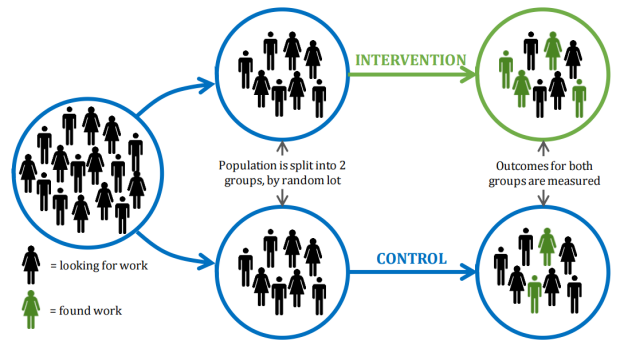 INTERVENTION
Population is split into 2
groups, by random lot
Outcomes for both
groups are measured
CONTROL
= looking for work
= found work